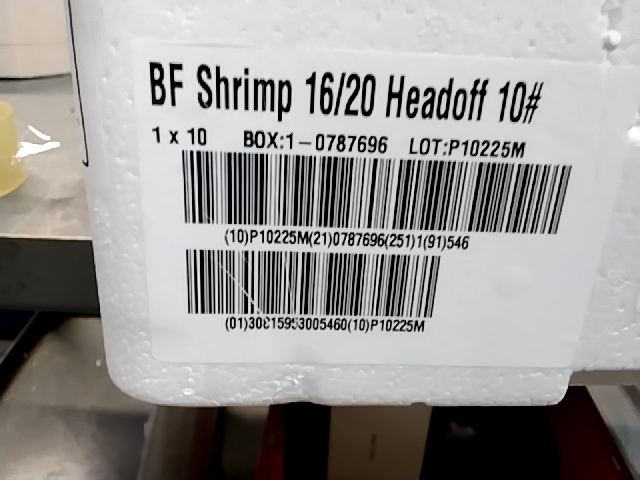 BF Shrimp 16/20 Headoff 10#
1 x 10 BOX:1-0787696 LOT:P10225M
(10)P10225M(21)0787696(251)1(91)546
(01)30815953005460(10)P10225M